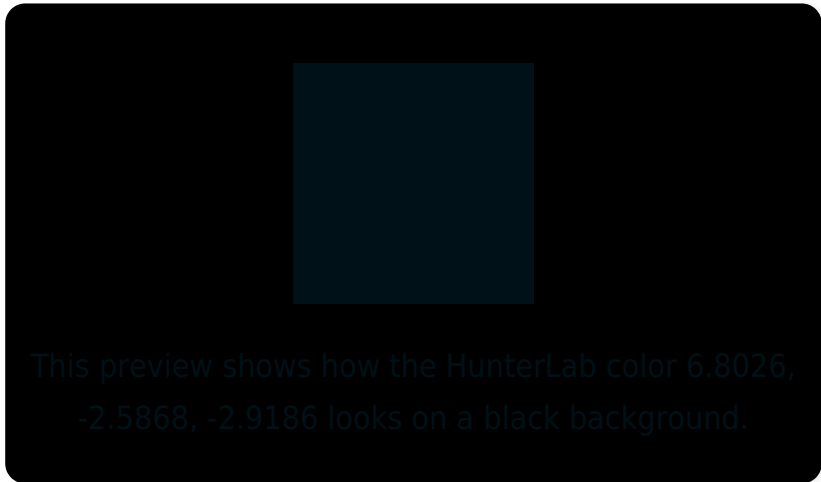 This preview shows how the HunterLab color 6.8026,
-2.5868, -2.9186 looks on a black background.